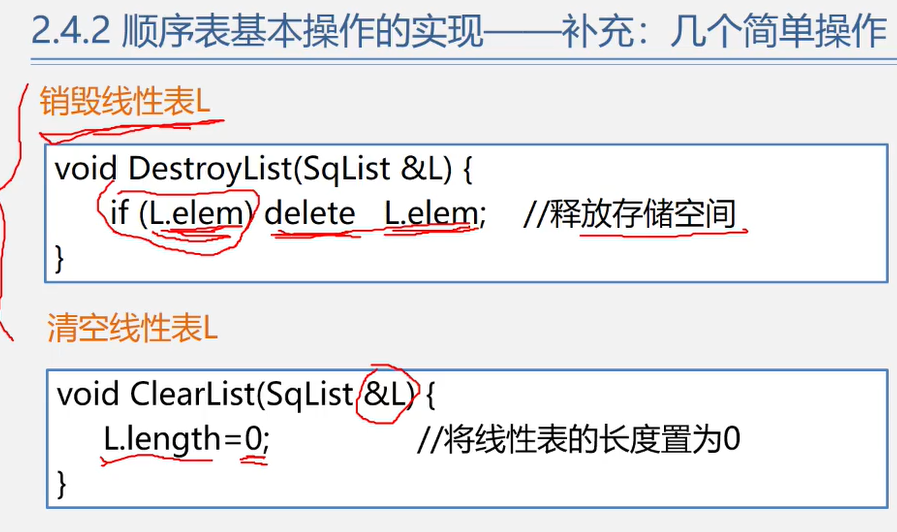 2.4.2 顺序表基本操作的实现——补充：几个简单操作
销毁线性表L
void DestroyList(SqList &L) {
if (L.elem) delete L.elem; //释放存储空间
}
清空线性表L
void ClearList(SqList &L) {
L.length=0; //将线性表的长度置为0
}